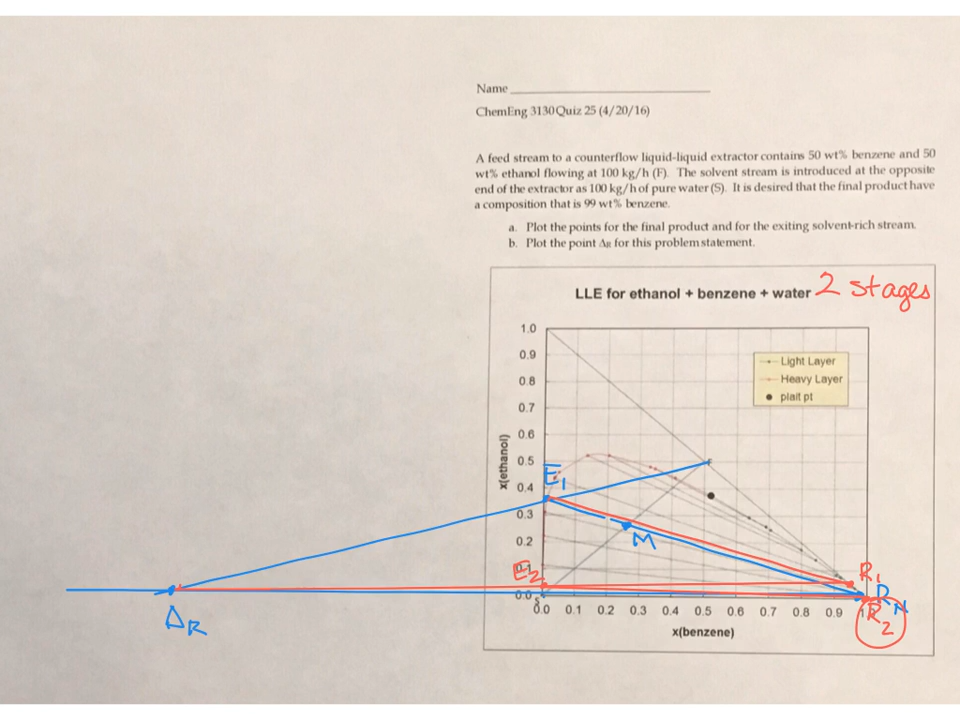 Name
ChemEng 3130Quiz 25 (4/20/16)
A feed stream to a counterflow liquid-liquid extractor contains 50 wt% benzene and 50
wt% ethanol flowing at 100 kg/h (F). The solvent stream is introduced at the opposite
end of the extractor as 100 kg/h of pure water (S). It is desired that the final product have
a composition that is 99 wt% benzene.
a. Plot the points for the final product and for the exiting solvent-rich stream.
b. Plot the point ΔR for this problem statement.
LLE for ethanol + benzene + water 2 stages
1.0
0.9
0.8
0.7
0.6
0.5
0.4
0.3
0.2
0.1
0.0
x(ethanol)
Light Layer
Heavy Layer
plait pt
F
E1
M
E2
R1
RN
R2
S
ΔR
0.0 0.1 0.2 0.3 0.4 0.5 0.6 0.7 0.8 0.9
x(benzene)